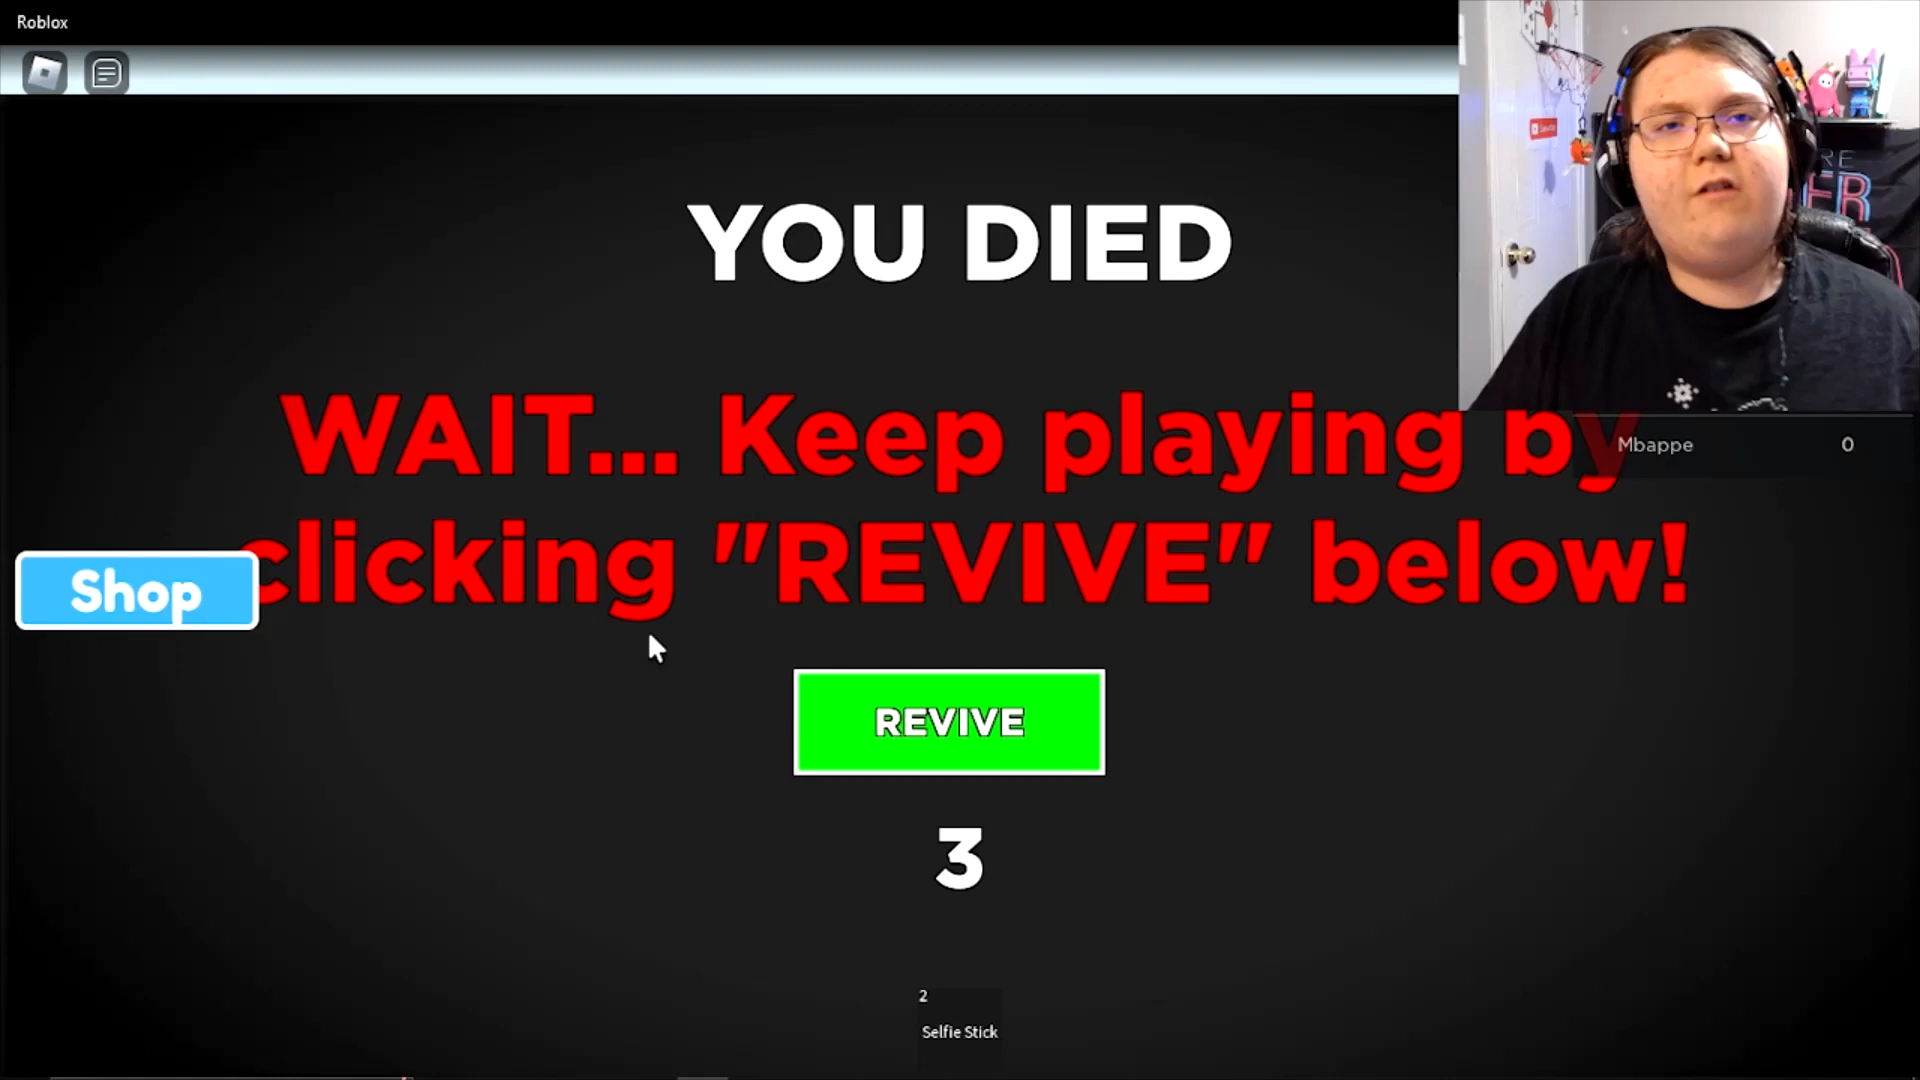 Roblox
YOU DIED
WAIT... Keep playing by
clicking "REVIVE" below!
Mbappe 0
Shop
REVIVE
3
2
Selfie Stick